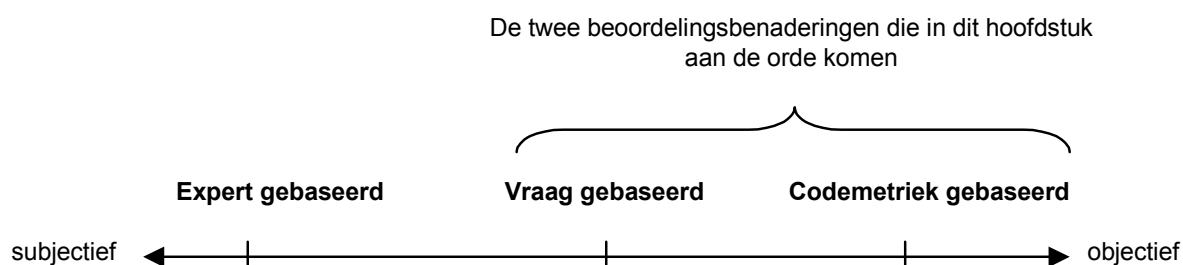 De twee beoordelingsbenaderingen die in dit hoofdstuk
aan de orde komen
Expert gebaseerd Vraag gebaseerd Codemetriek gebaseerd
subjectief objectief